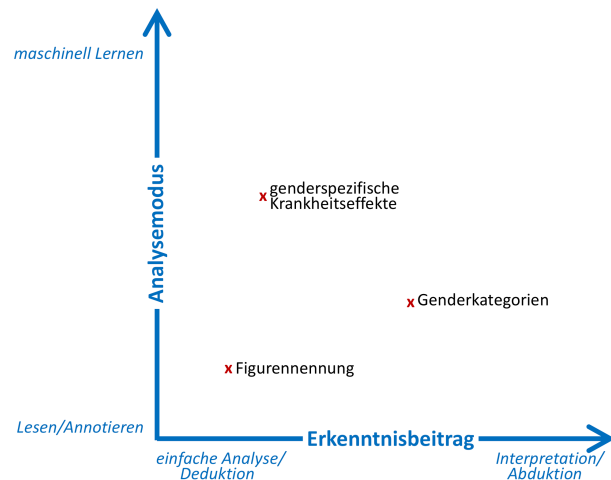 maschinell Lernen
Analysemodus
genderspezifische
x
Krankheitseffekte
x Genderkategorien
x Figurennennung
Lesen/Annotieren
Erkenntnisbeitrag
einfache Analyse/
Deduktion
Interpretation/
Abduktion